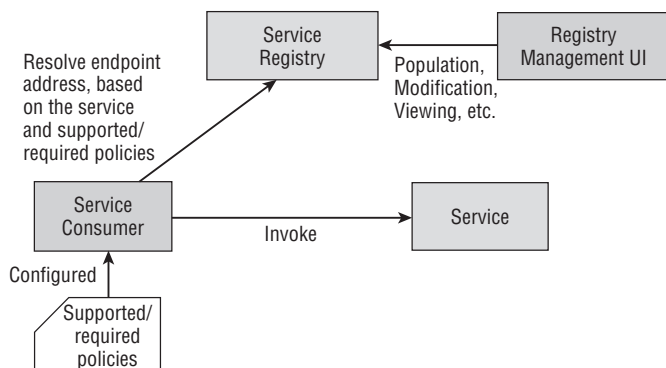 Service
Registry
Registry
Management UI
Resolve endpoint
address, based
on the service
and supported/
required policies
Population,
Modification,
Viewing, etc.
Service
Consumer
Invoke
Service
Configured
Supported/
required
policies